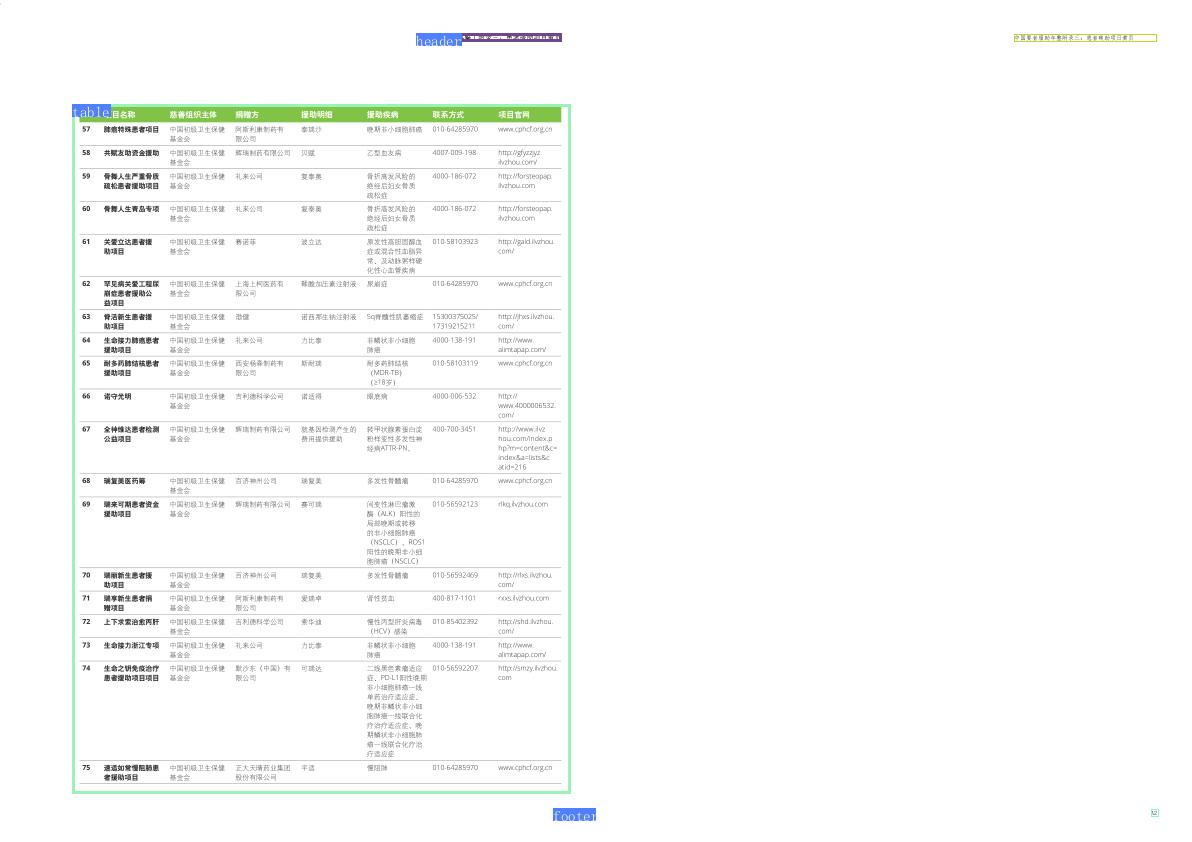 header
中国患者援助年鉴附录三：患者援助项目索引
table
目名称 慈善组织主体 捐赠方 援助明细 援助疾病 联系方式 项目官网
57 肺癌特殊患者项目 中国初级卫生保健 阿斯利康制药有 泰瑞沙 晚期非小细胞肺癌 010-64285970 www.cphcf.org.cn
基金会 限公司
58 共赋友助资金援助 中国初级卫生保健 辉瑞制药有限公司 贝赋 乙型血友病 4007-009-198 http://gfyzzjyz.
基金会 ilvzhou.com/
59 骨舞人生严重骨质 中国初级卫生保健 礼来公司 复泰奥 骨折高发风险的 4000-186-072 http://forsteopap.
疏松患者援助项目 基金会 绝经后妇女骨质 ilvzhou.com
疏松症
60 骨舞人生青岛专项 中国初级卫生保健 礼来公司 复泰奥 骨折高发风险的 4000-186-072 http://forsteopap.
基金会 绝经后妇女骨质 ilvzhou.com
疏松症
61 关爱立达患者援 中国初级卫生保健 赛诺菲 波立达 原发性高胆固醇血 010-58103923 http://gald.ilvzhou.
助项目 基金会 症或混合性血脂异 com/
常、及动脉粥样硬
化性心血管疾病
62 罕见病关爱工程尿 中国初级卫生保健 上海上柯医药有 鞣酸加压素注射液 尿崩症 010-64285970 www.cphcf.org.cn
崩症患者援助公 基金会 限公司
益项目
63 脊活新生患者援 中国初级卫生保健 渤健 诺西那生钠注射液 5q脊髓性肌萎缩症 15300375025/ http://jhxs.ilvzhou.
助项目 基金会 17319215211 com/
64 生命接力肺癌患者 中国初级卫生保健 礼来公司 力比泰 非鳞状非小细胞 4000-138-191 http://www.
援助项目 基金会 肺癌 alimtapap.com/
65 耐多药肺结核患者 中国初级卫生保健 西安杨森制药有 斯耐瑞 耐多药肺结核 010-58103119 www.cphcf.org.cn
援助项目 基金会 限公司 （MDR-TB）
（≥18岁）
66 诺守光明 中国初级卫生保健 吉利德科学公司 诺适得 眼底病 4000-006-532 http://
基金会 www.4000006532.
com/
67 全神维达患者检测 中国初级卫生保健 辉瑞制药有限公司 就基因检测产生的 转甲状腺素蛋白淀 400-700-3451 http://www.ilvz
公益项目 基金会 费用提供援助 粉样变性多发性神 hou.com/index.p
经病ATTR-PN。 hp?m=content&c=
index&a=lists&c
atid=216
68 瑞复美医药筹 中国初级卫生保健 百济神州公司 瑞复美 多发性骨髓瘤 010-64285970 www.cphcf.org.cn
基金会
69 瑞来可期患者资金 中国初级卫生保健 辉瑞制药有限公司 赛可瑞 间变性淋巴瘤激 010-56592123 rlkq.ilvzhou.com
援助项目 基金会 酶（ALK）阳性的
局部晚期或转移
的非小细胞肺癌
（NSCLC）、ROS1
阳性的晚期非小细
胞肺癌（NSCLC）
70 瑞丽新生患者援 中国初级卫生保健 百济神州公司 瑞复美 多发性骨髓瘤 010-56592469 http://rlxs.ilvzhou.
助项目 基金会 com/
71 瑞享新生患者捐 中国初级卫生保健 阿斯利康制药有 爱瑞卓 肾性贫血 400-817-1101 rxxs.ilvzhou.com
赠项目 基金会 限公司
72 上下求索治愈丙肝 中国初级卫生保健 吉利德科学公司 索华迪 慢性丙型肝炎病毒 010-85402392 http://shd.ilvzhou.
基金会 （HCV）感染 com/
73 生命接力浙江专项 中国初级卫生保健 礼来公司 力比泰 非鳞状非小细胞 4000-138-191 http://www.
基金会 肺癌 alimtapap.com/
74 生命之钥免疫治疗 中国初级卫生保健 默沙东（中国）有 可瑞达 二线黑色素瘤适应 010-56592207 http://smzy.ilvzhou.
患者援助项目项目 基金会 限公司 症、PD-L1阳性晚期 com
非小细胞肺癌一线
单药治疗适应症、
晚期非鳞状非小细
胞肺癌一线联合化
疗治疗适应症、晚
期鳞状非小细胞肺
癌一线联合化疗治
疗适应症
75 速适如常慢阻肺患 中国初级卫生保健 正大天晴药业集团 平适 慢阻肺 010-64285970 www.cphcf.org.cn
者援助项目 基金会 股份有限公司
footer